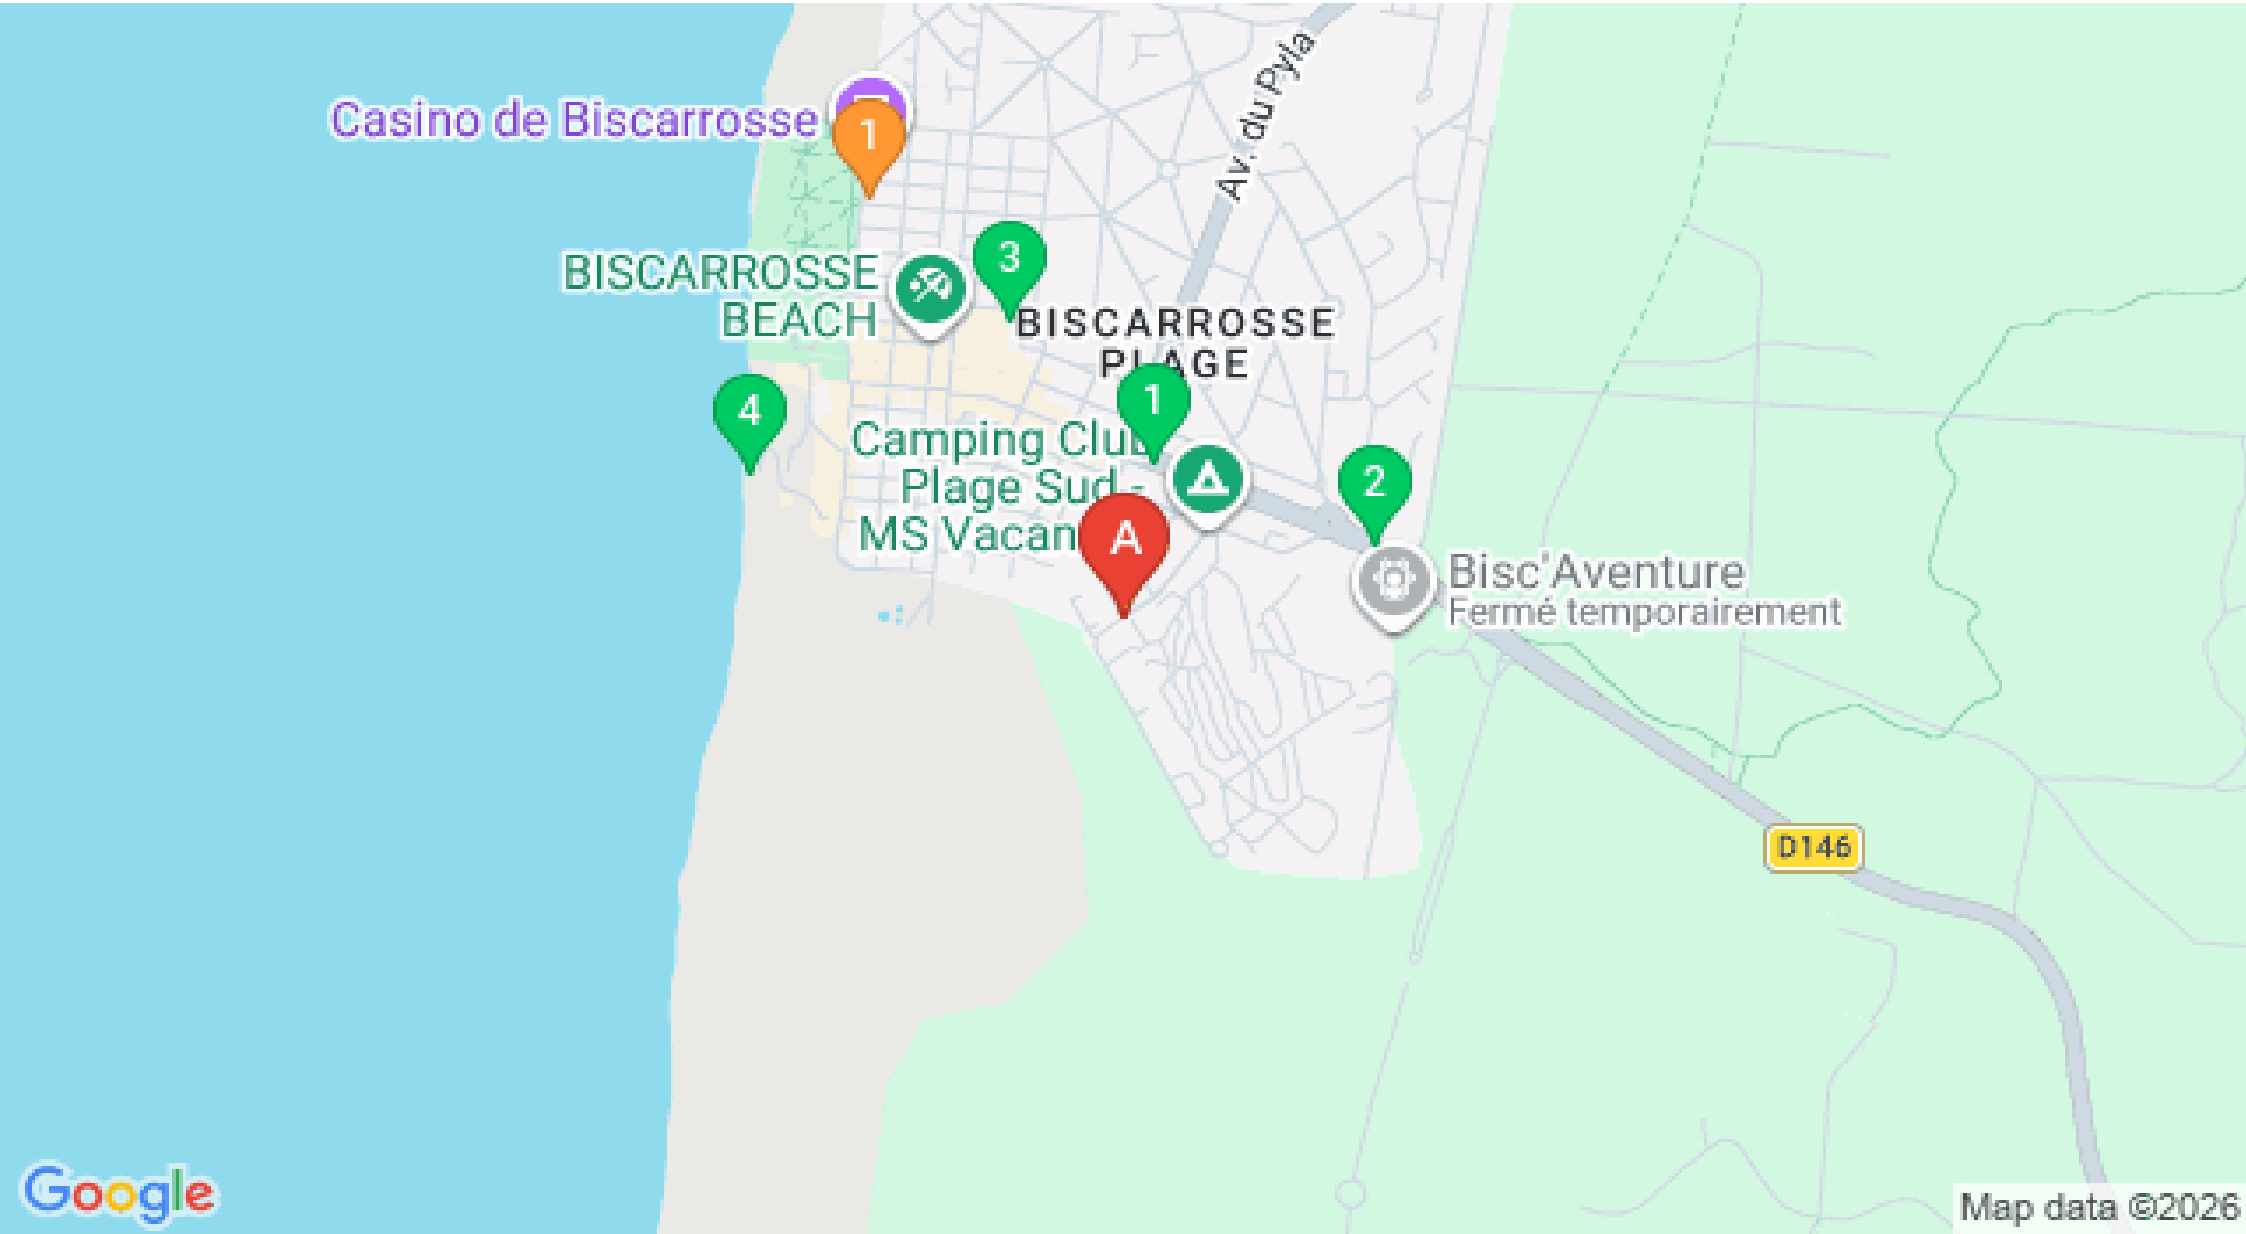 Av. du Pyla
Casino de Biscarrosse
1
BISCARROSSE
BEACH
3
BISCARROSSE
PLAGE
4
1
Camping Club
Plage Sud -
MS Vacan
2
A
Bisc'Aventure
Fermé temporairement
D146
Google
Map data ©2026